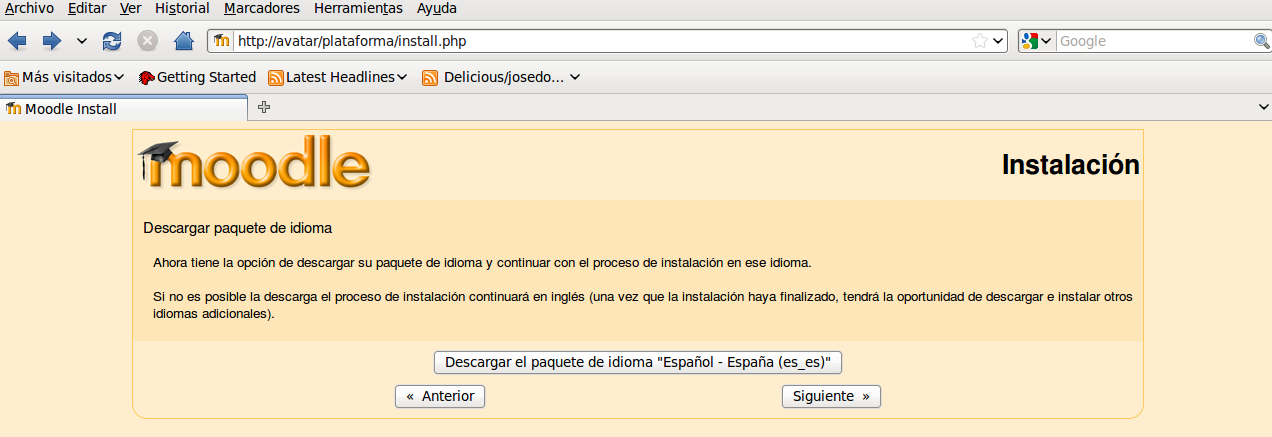 Archivo Editar Ver Historial Marcadores Herramientas Ayuda
http://avatar/plataforma/install.php Google
Más visitados Getting Started Latest Headlines Delicious/josedo...
Moodle Install
moodle Instalación
Descargar paquete de idioma
Ahora tiene la opción de descargar su paquete de idioma y continuar con el proceso de instalación en ese idioma.
Si no es posible la descarga el proceso de instalación continuará en inglés (una vez que la instalación haya finalizado, tendrá la oportunidad de descargar e instalar otros
idiomas adicionales).
Descargar el paquete de idioma "Español - España (es_es)"
« Anterior Siguiente »